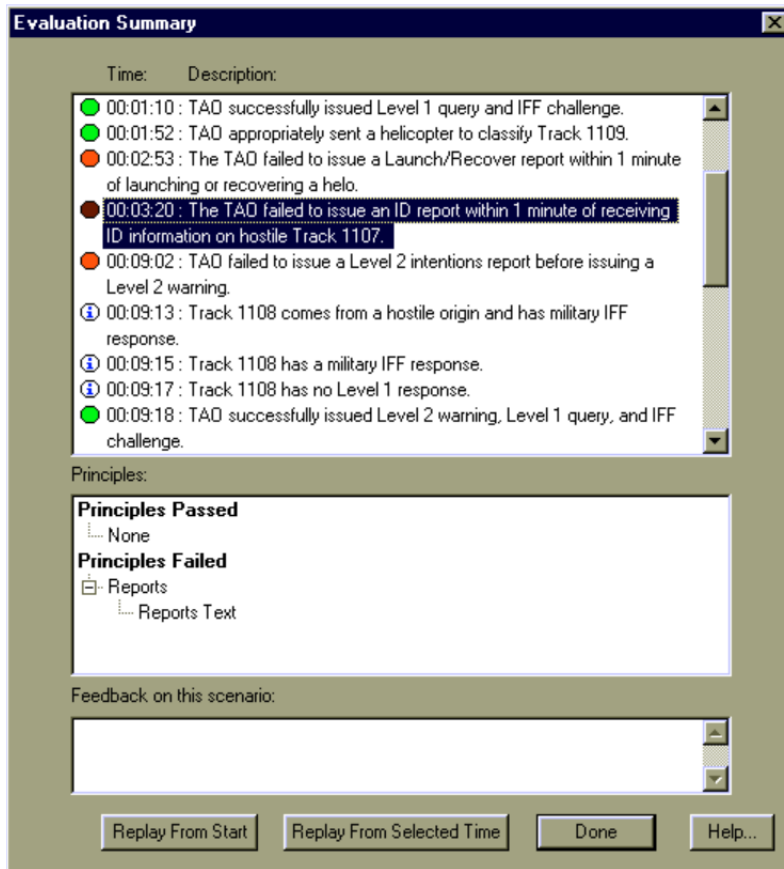 Evaluation Summary
Time: Description:
00:01:10 : TAO successfully issued Level 1 query and IFF challenge.
00:01:52 : TAO appropriately sent a helicopter to classify Track 1109.
00:02:53 : The TAO failed to issue a Launch/Recover report within 1 minute
of launching or recovering a helo.
00:03:20 : The TAO failed to issue an ID report within 1 minute of receiving
ID information on hostile Track 1107.
00:09:02 : TAO failed to issue a Level 2 intentions report before issuing a
Level 2 warning.
00:09:13 : Track 1108 comes from a hostile origin and has military IFF
response.
00:09:15 : Track 1108 has a military IFF response.
00:09:17 : Track 1108 has no Level 1 response.
00:09:18 : TAO successfully issued Level 2 warning, Level 1 query, and IFF
challenge.
Principles:
Principles Passed
None
Principles Failed
Reports
Reports Text
Feedback on this scenario:
Replay From Start Replay From Selected Time Done Help...